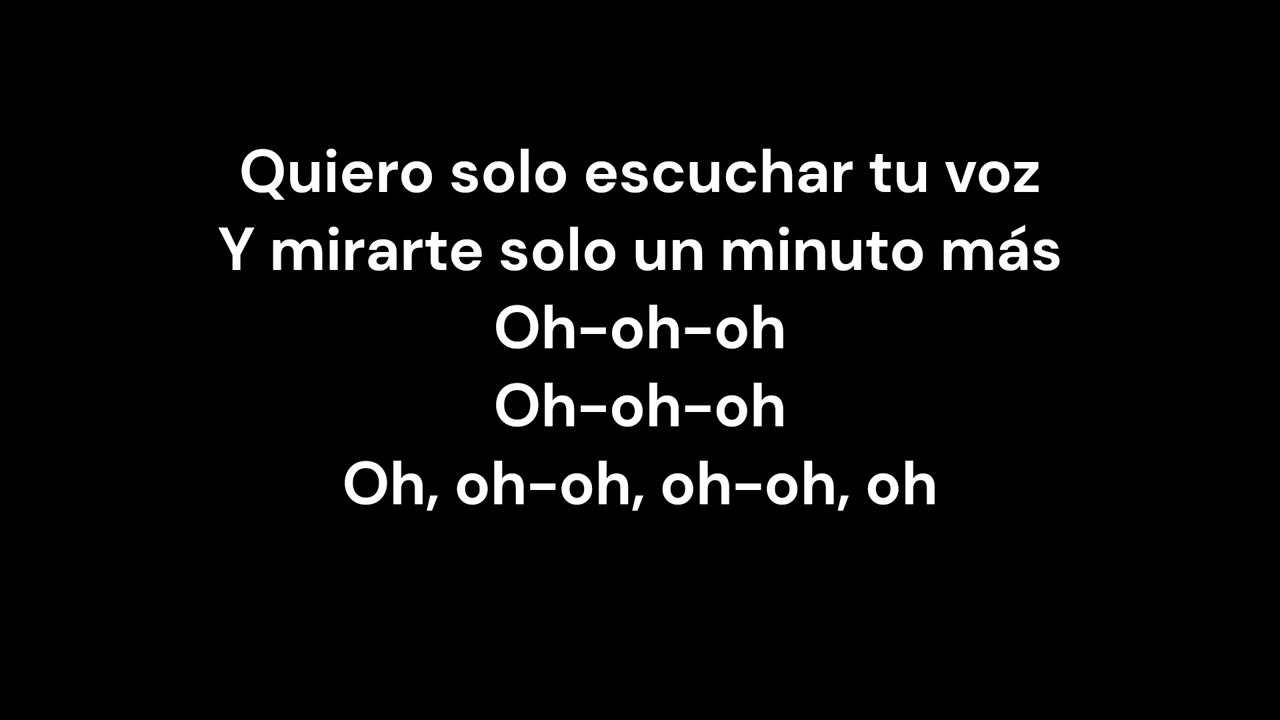 Quiero solo escuchar tu voz
Y mirarte solo un minuto más
Oh-oh-oh
Oh-oh-oh
Oh, oh-oh, oh-oh, oh